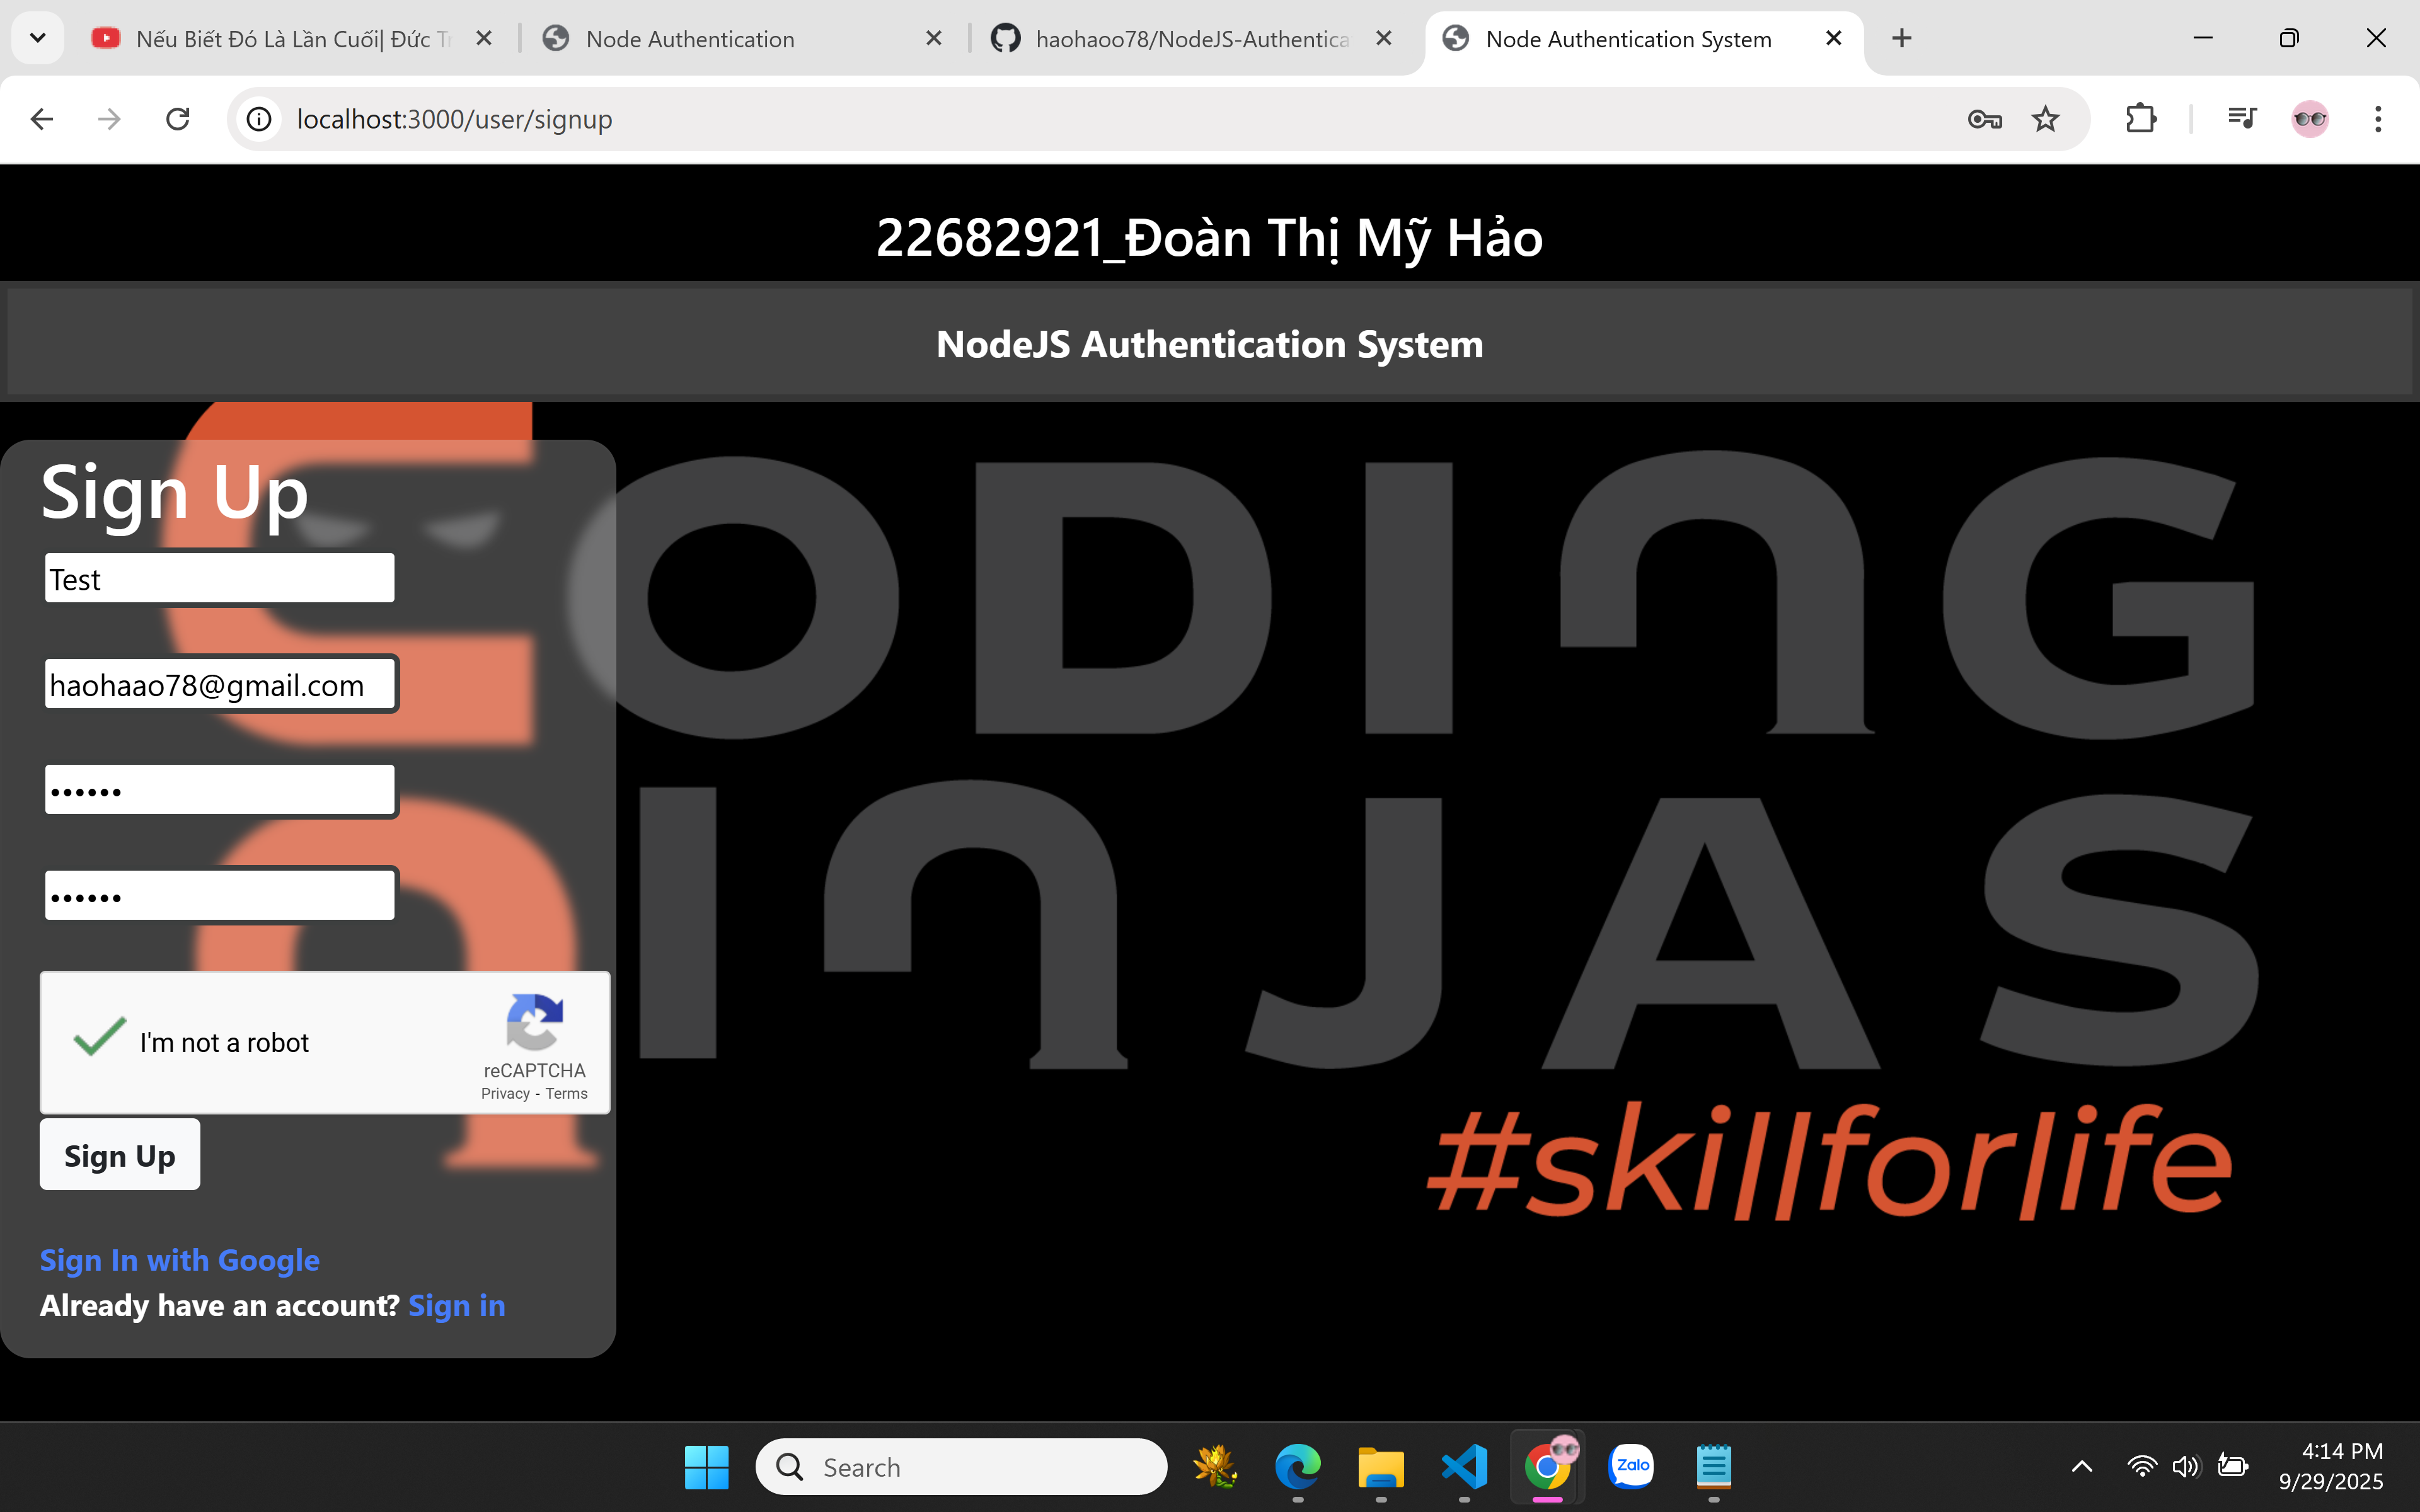 Nếu Biết Đó Là Lần Cuối| Đức
Node Authentication
haohaoo78/NodeJS-Authentica
Node Authentication System
localhost:3000/user/signup
22682921_Đoàn Thị Mỹ Hảo
NodeJS Authentication System
ODING
INJAS
#skillforlife
Sign Up
Test
haohaao78@gmail.com
••••••
••••••
I'm not a robot
reCAPTCHA
Privacy - Terms
Sign Up
Sign In with Google
Already have an account? Sign in
Search
Zalo
4:14 PM
9/29/2025